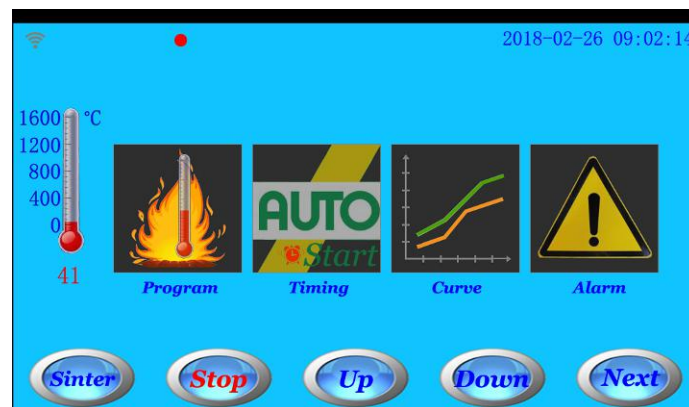 2018-02-26 09:02:14
1600 ℃
1200
800
400
0
41
AUTO
Start
Program Timing Curve Alarm
Sinter Stop Up Down Next